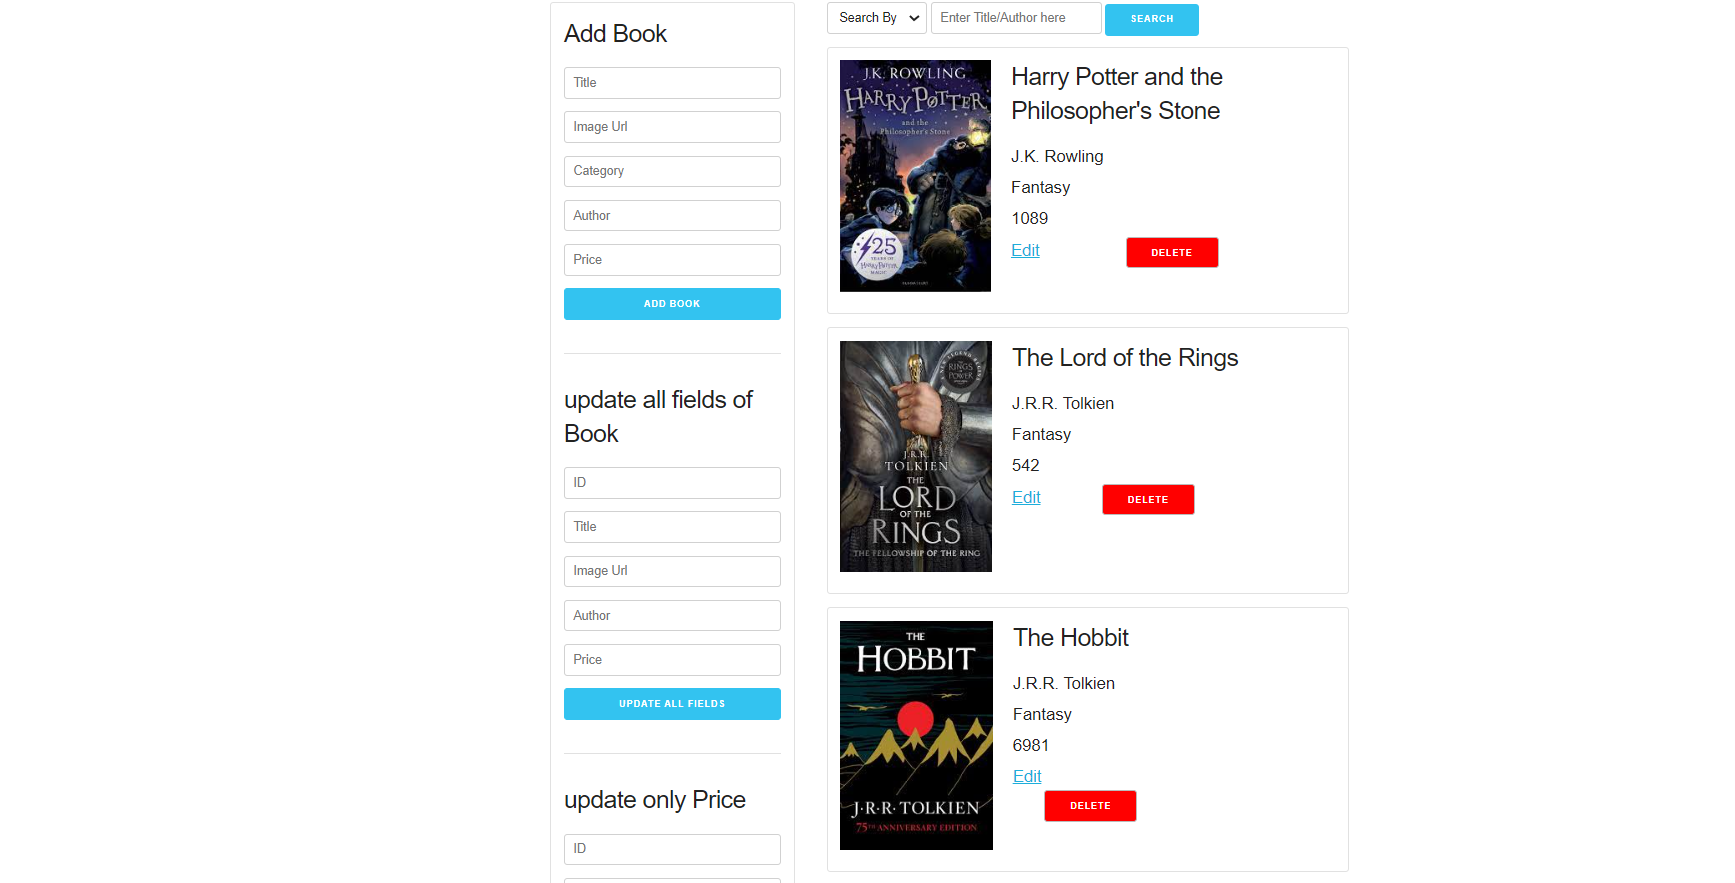 Add Book
Title
Image Url
Category
Author
Price
ADD BOOK
update all fields of
Book
ID
Title
Image Url
Author
Price
UPDATE ALL FIELDS
update only Price
ID
Search By
Enter Title/Author here
SEARCH
J.K. ROWLING
HARRY POTTER
and the
Philosopher's Stone
25
YEARS OF
HARRY POTTER
MAGIC
Harry Potter and the
Philosopher's Stone
J.K. Rowling
Fantasy
1089
Edit
DELETE
THE RINGS
OF POWER
J.R.R.
TOLKIEN
THE
LORD
OF THE
RINGS
THE FELLOWSHIP OF THE RING
The Lord of the Rings
J.R.R. Tolkien
Fantasy
542
Edit
DELETE
THE
HOBBIT
J·R·R·TOLKIEN
75TH ANNIVERSARY EDITION
The Hobbit
J.R.R. Tolkien
Fantasy
6981
Edit
DELETE